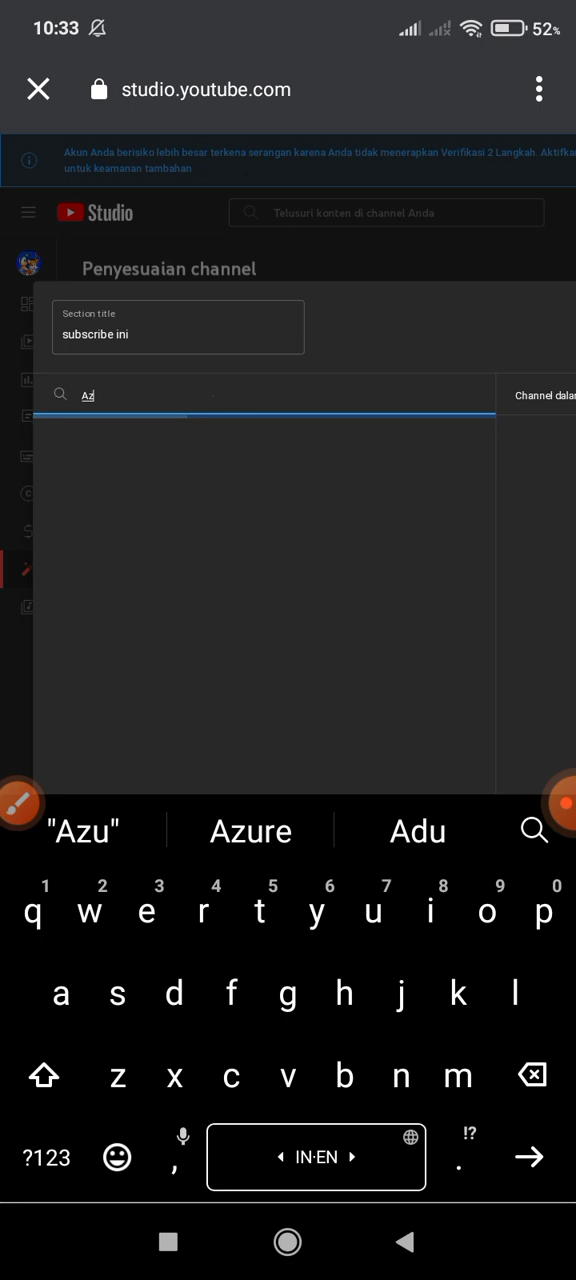 10:33
52%
studio.youtube.com
Akun Anda berisiko lebih besar terkena serangan karena Anda tidak menerapkan Verifikasi 2 Langkah. Aktifka
untuk keamanan tambahan
Studio
Telusuri konten di channel Anda
Penyesuaian channel
Section title
subscribe ini
Az
Channel dalar
"Azu" Azure Adu
1 2 3 4 5 6 7 8 9 0
q w e r t y u i o p
a s d f g h j k l
z x c v b n m
!?
?123 , IN·EN .